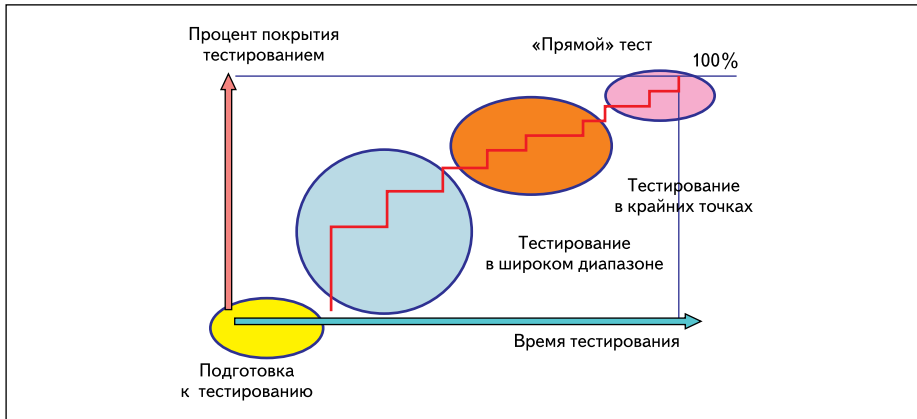 Процент покрытия
тестированием
«Прямой» тест
100%
Тестирование
в крайних точках
Тестирование
в широком диапазоне
Время тестирования
Подготовка
к тестированию